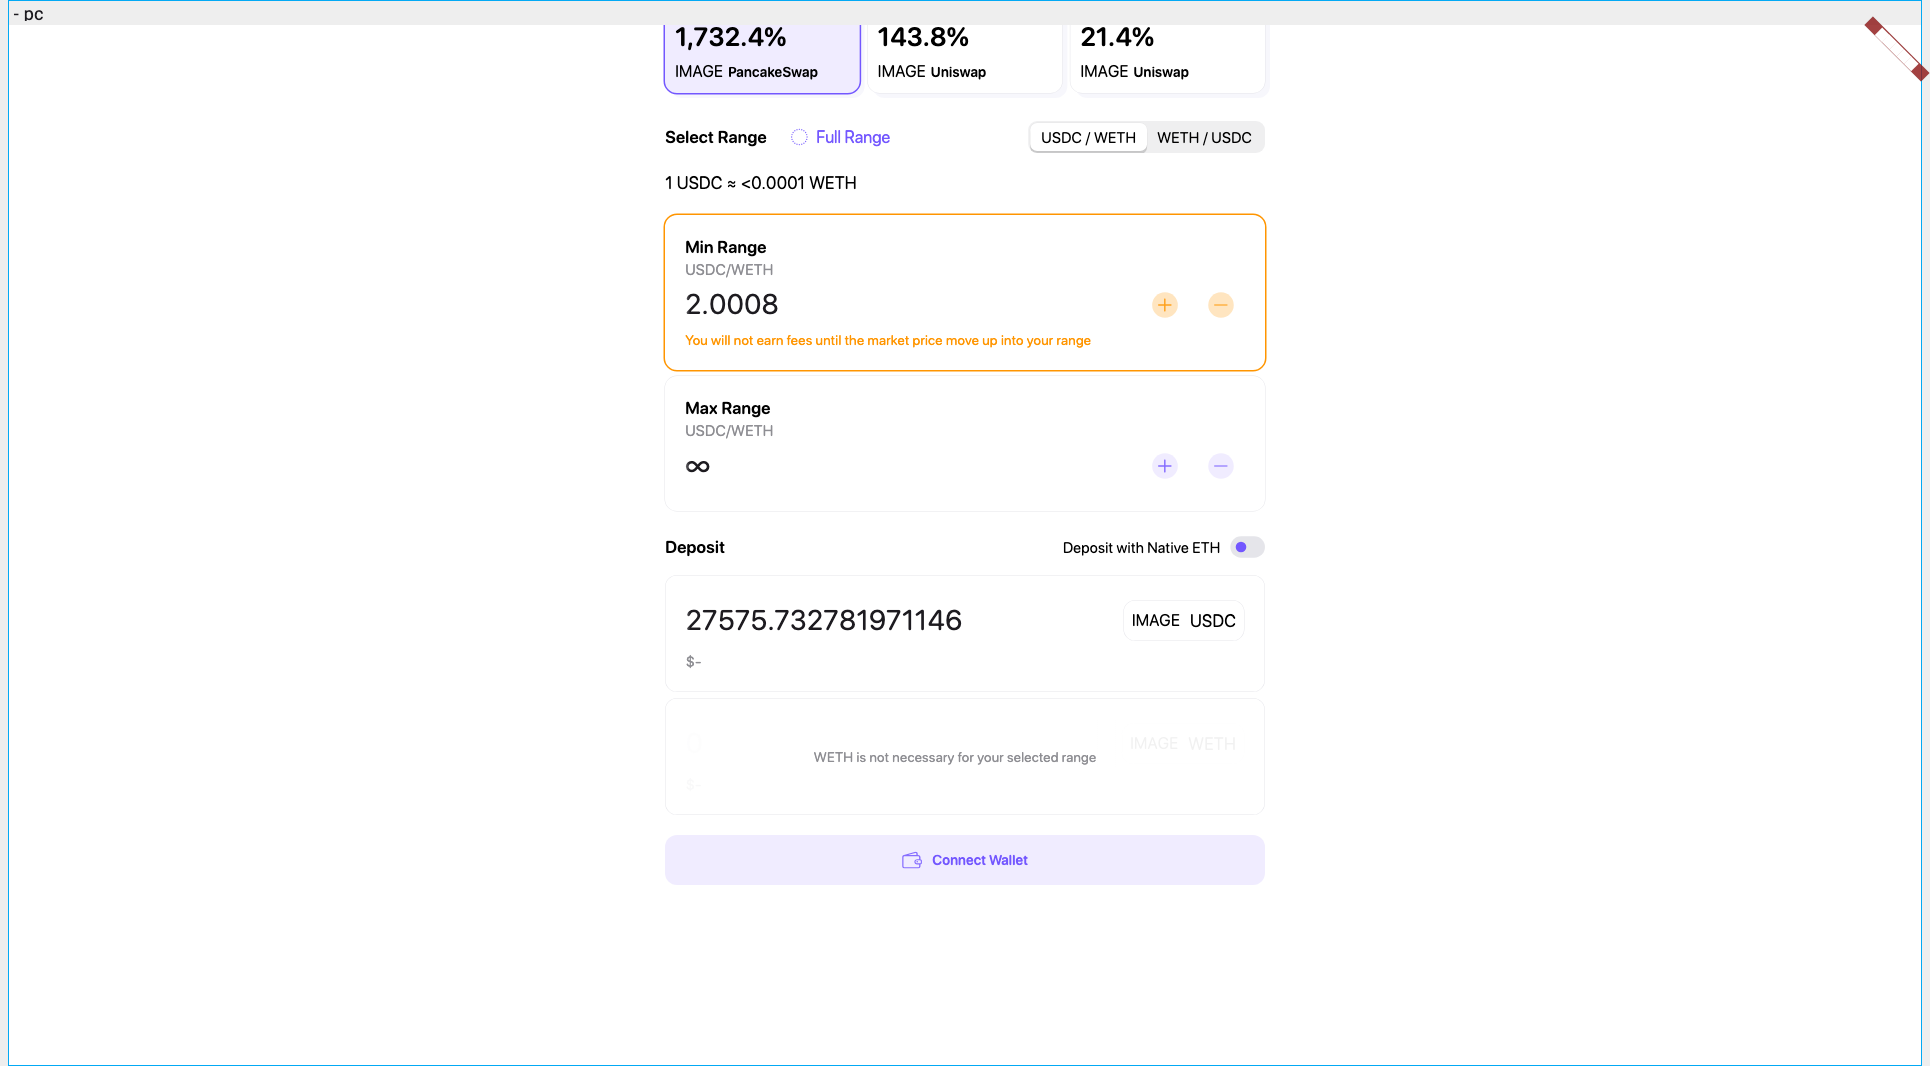 - pc
1,732.4%
IMAGE PancakeSwap
143.8%
IMAGE Uniswap
21.4%
IMAGE Uniswap
Select Range
Full Range
USDC / WETH
WETH / USDC
1 USDC ≈ <0.0001 WETH
Min Range
USDC/WETH
2.0008
You will not earn fees until the market price move up into your range
Max Range
USDC/WETH
∞
Deposit
Deposit with Native ETH
27575.732781971146
IMAGE USDC
$-
IMAGE WETH
WETH is not necessary for your selected range
$-
Connect Wallet